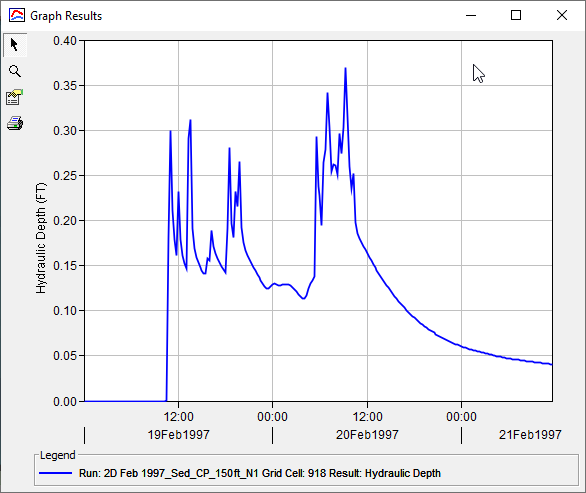 Graph Results
Hydraulic Depth (FT)
0.40
0.35
0.30
0.25
0.20
0.15
0.10
0.05
0.00
12:00 00:00 12:00 00:00
19Feb1997 20Feb1997 21Feb1997
Legend
Run: 2D Feb 1997_Sed_CP_150ft_N1 Grid Cell: 918 Result: Hydraulic Depth